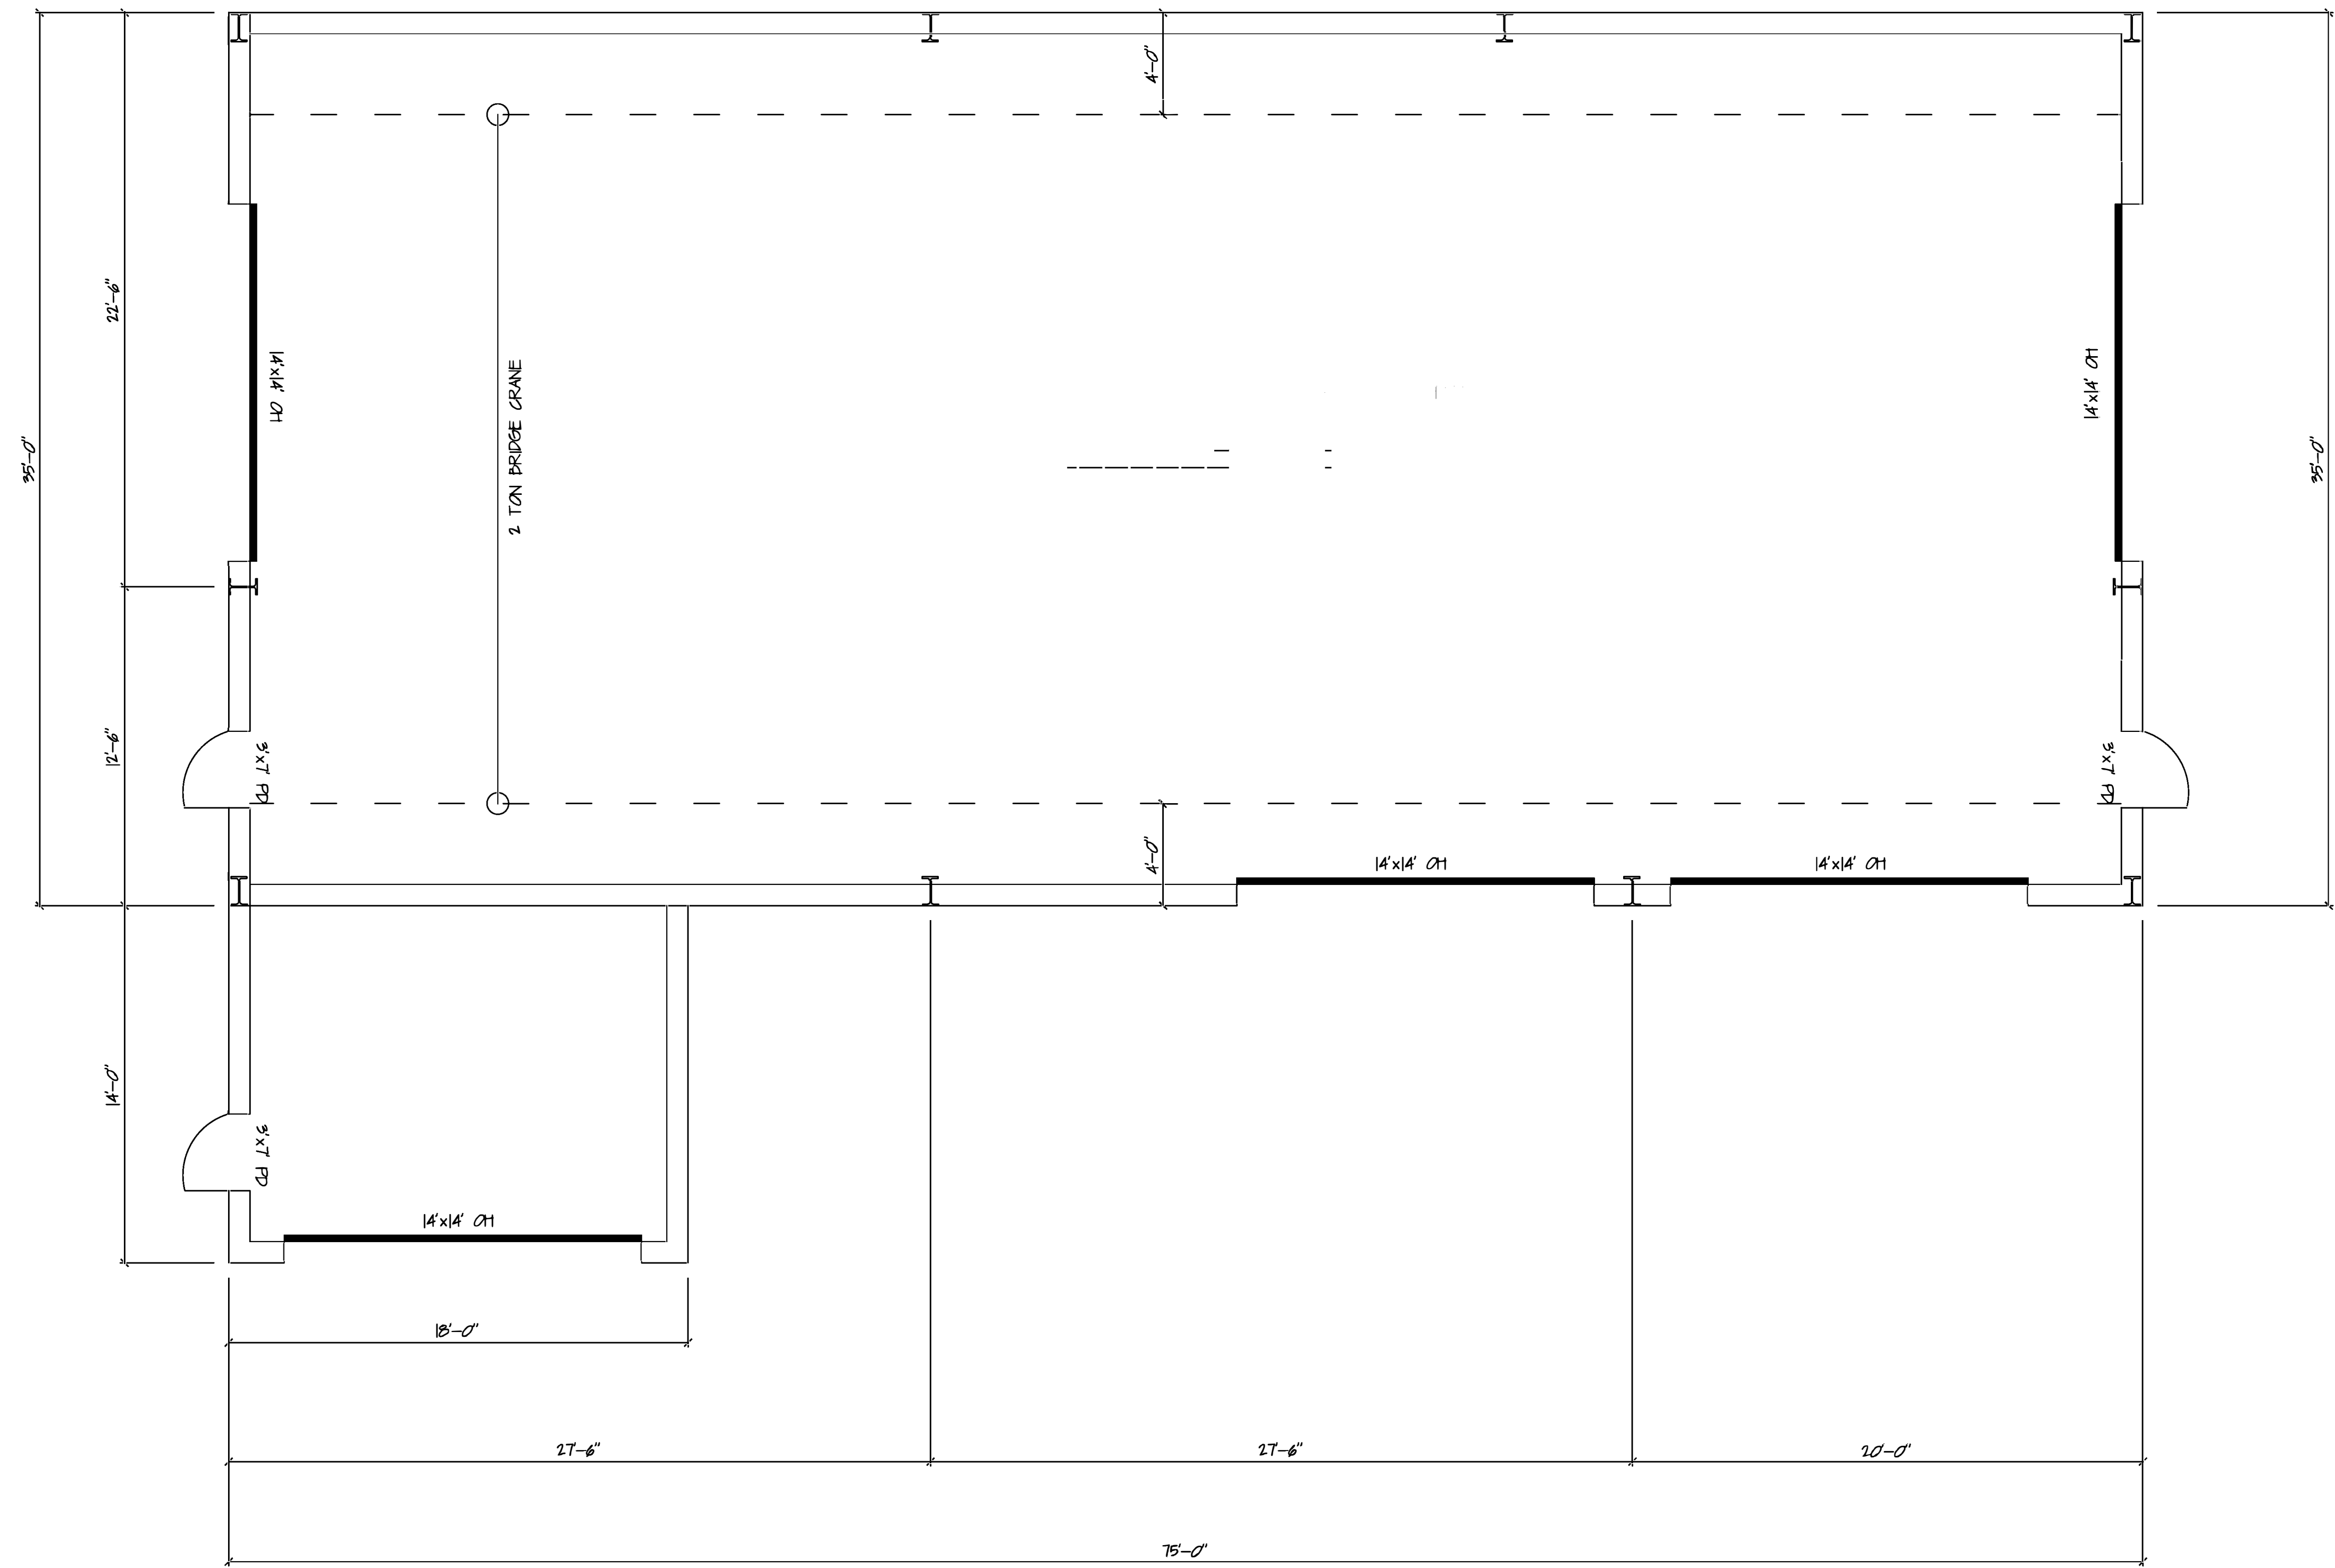 4'-0"
22'-6"
14'x14' OH
2 TON BRIDGE CRANE
14'x14' OH
35'-0"
35'-0"
12'-6"
3'x7' PD
3'x7' PD
4'-0"
14'x14' OH
14'x14' OH
14'-0"
3'x7' PD
14'x14' OH
18'-0"
27'-6"
27'-6"
20'-0"
75'-0"